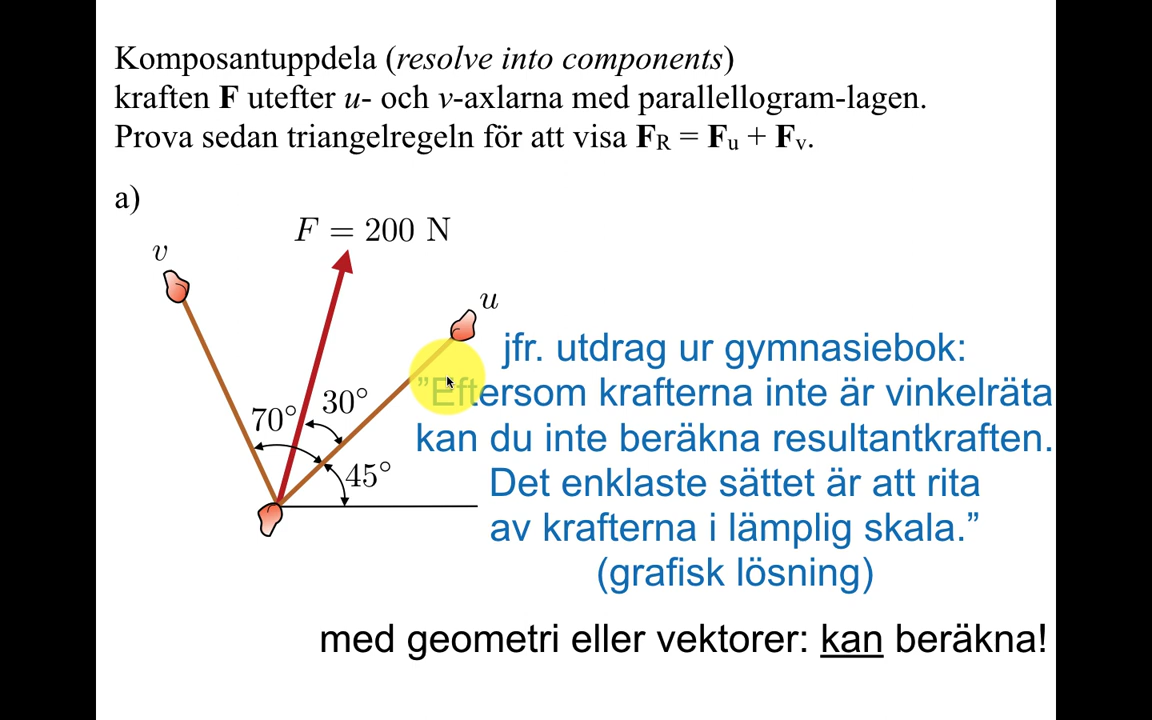 Komposantuppdela (resolve into components)
kraften F utefter u- och v-axlarna med parallellogram-lagen.
Prova sedan triangelregeln för att visa FR = Fu + Fv.
a)
F = 200 N
v
u
70°
30°
45°
jfr. utdrag ur gymnasiebok:
”Eftersom krafterna inte är vinkelräta
kan du inte beräkna resultantkraften.
Det enklaste sättet är att rita
av krafterna i lämplig skala.”
(grafisk lösning)
med geometri eller vektorer: kan beräkna!